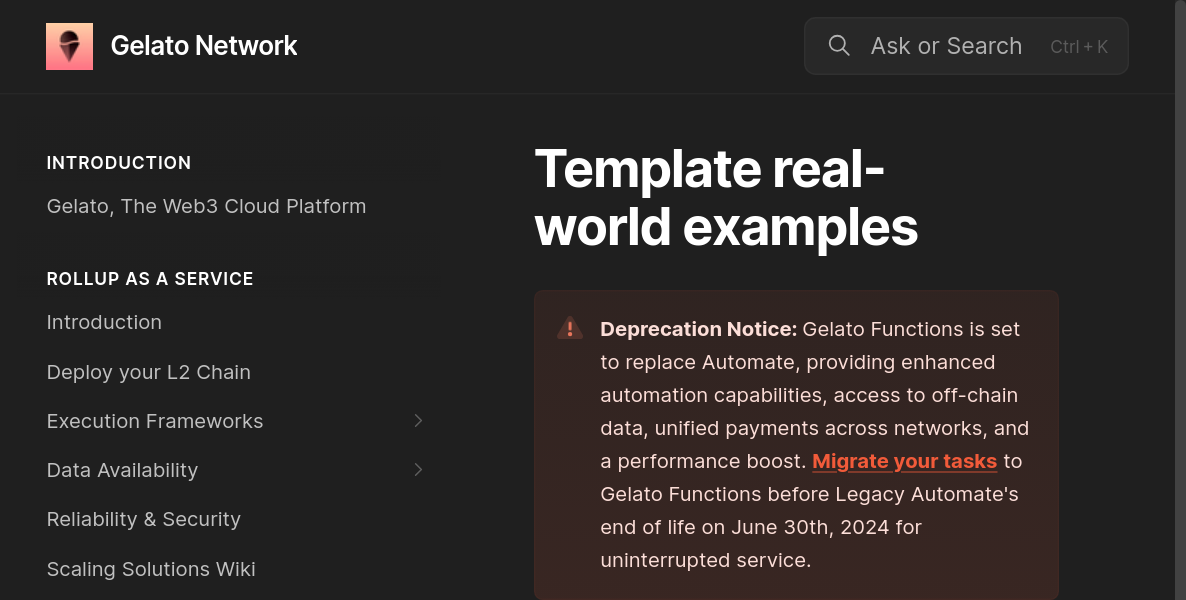 Gelato Network
Ask or Search Ctrl + K
INTRODUCTION
Gelato, The Web3 Cloud Platform
ROLLUP AS A SERVICE
Introduction
Deploy your L2 Chain
Execution Frameworks
Data Availability
Reliability & Security
Scaling Solutions Wiki
Template real-
world examples
Deprecation Notice: Gelato Functions is set
to replace Automate, providing enhanced
automation capabilities, access to off-chain
data, unified payments across networks, and
a performance boost. Migrate your tasks to
Gelato Functions before Legacy Automate's
end of life on June 30th, 2024 for
uninterrupted service.